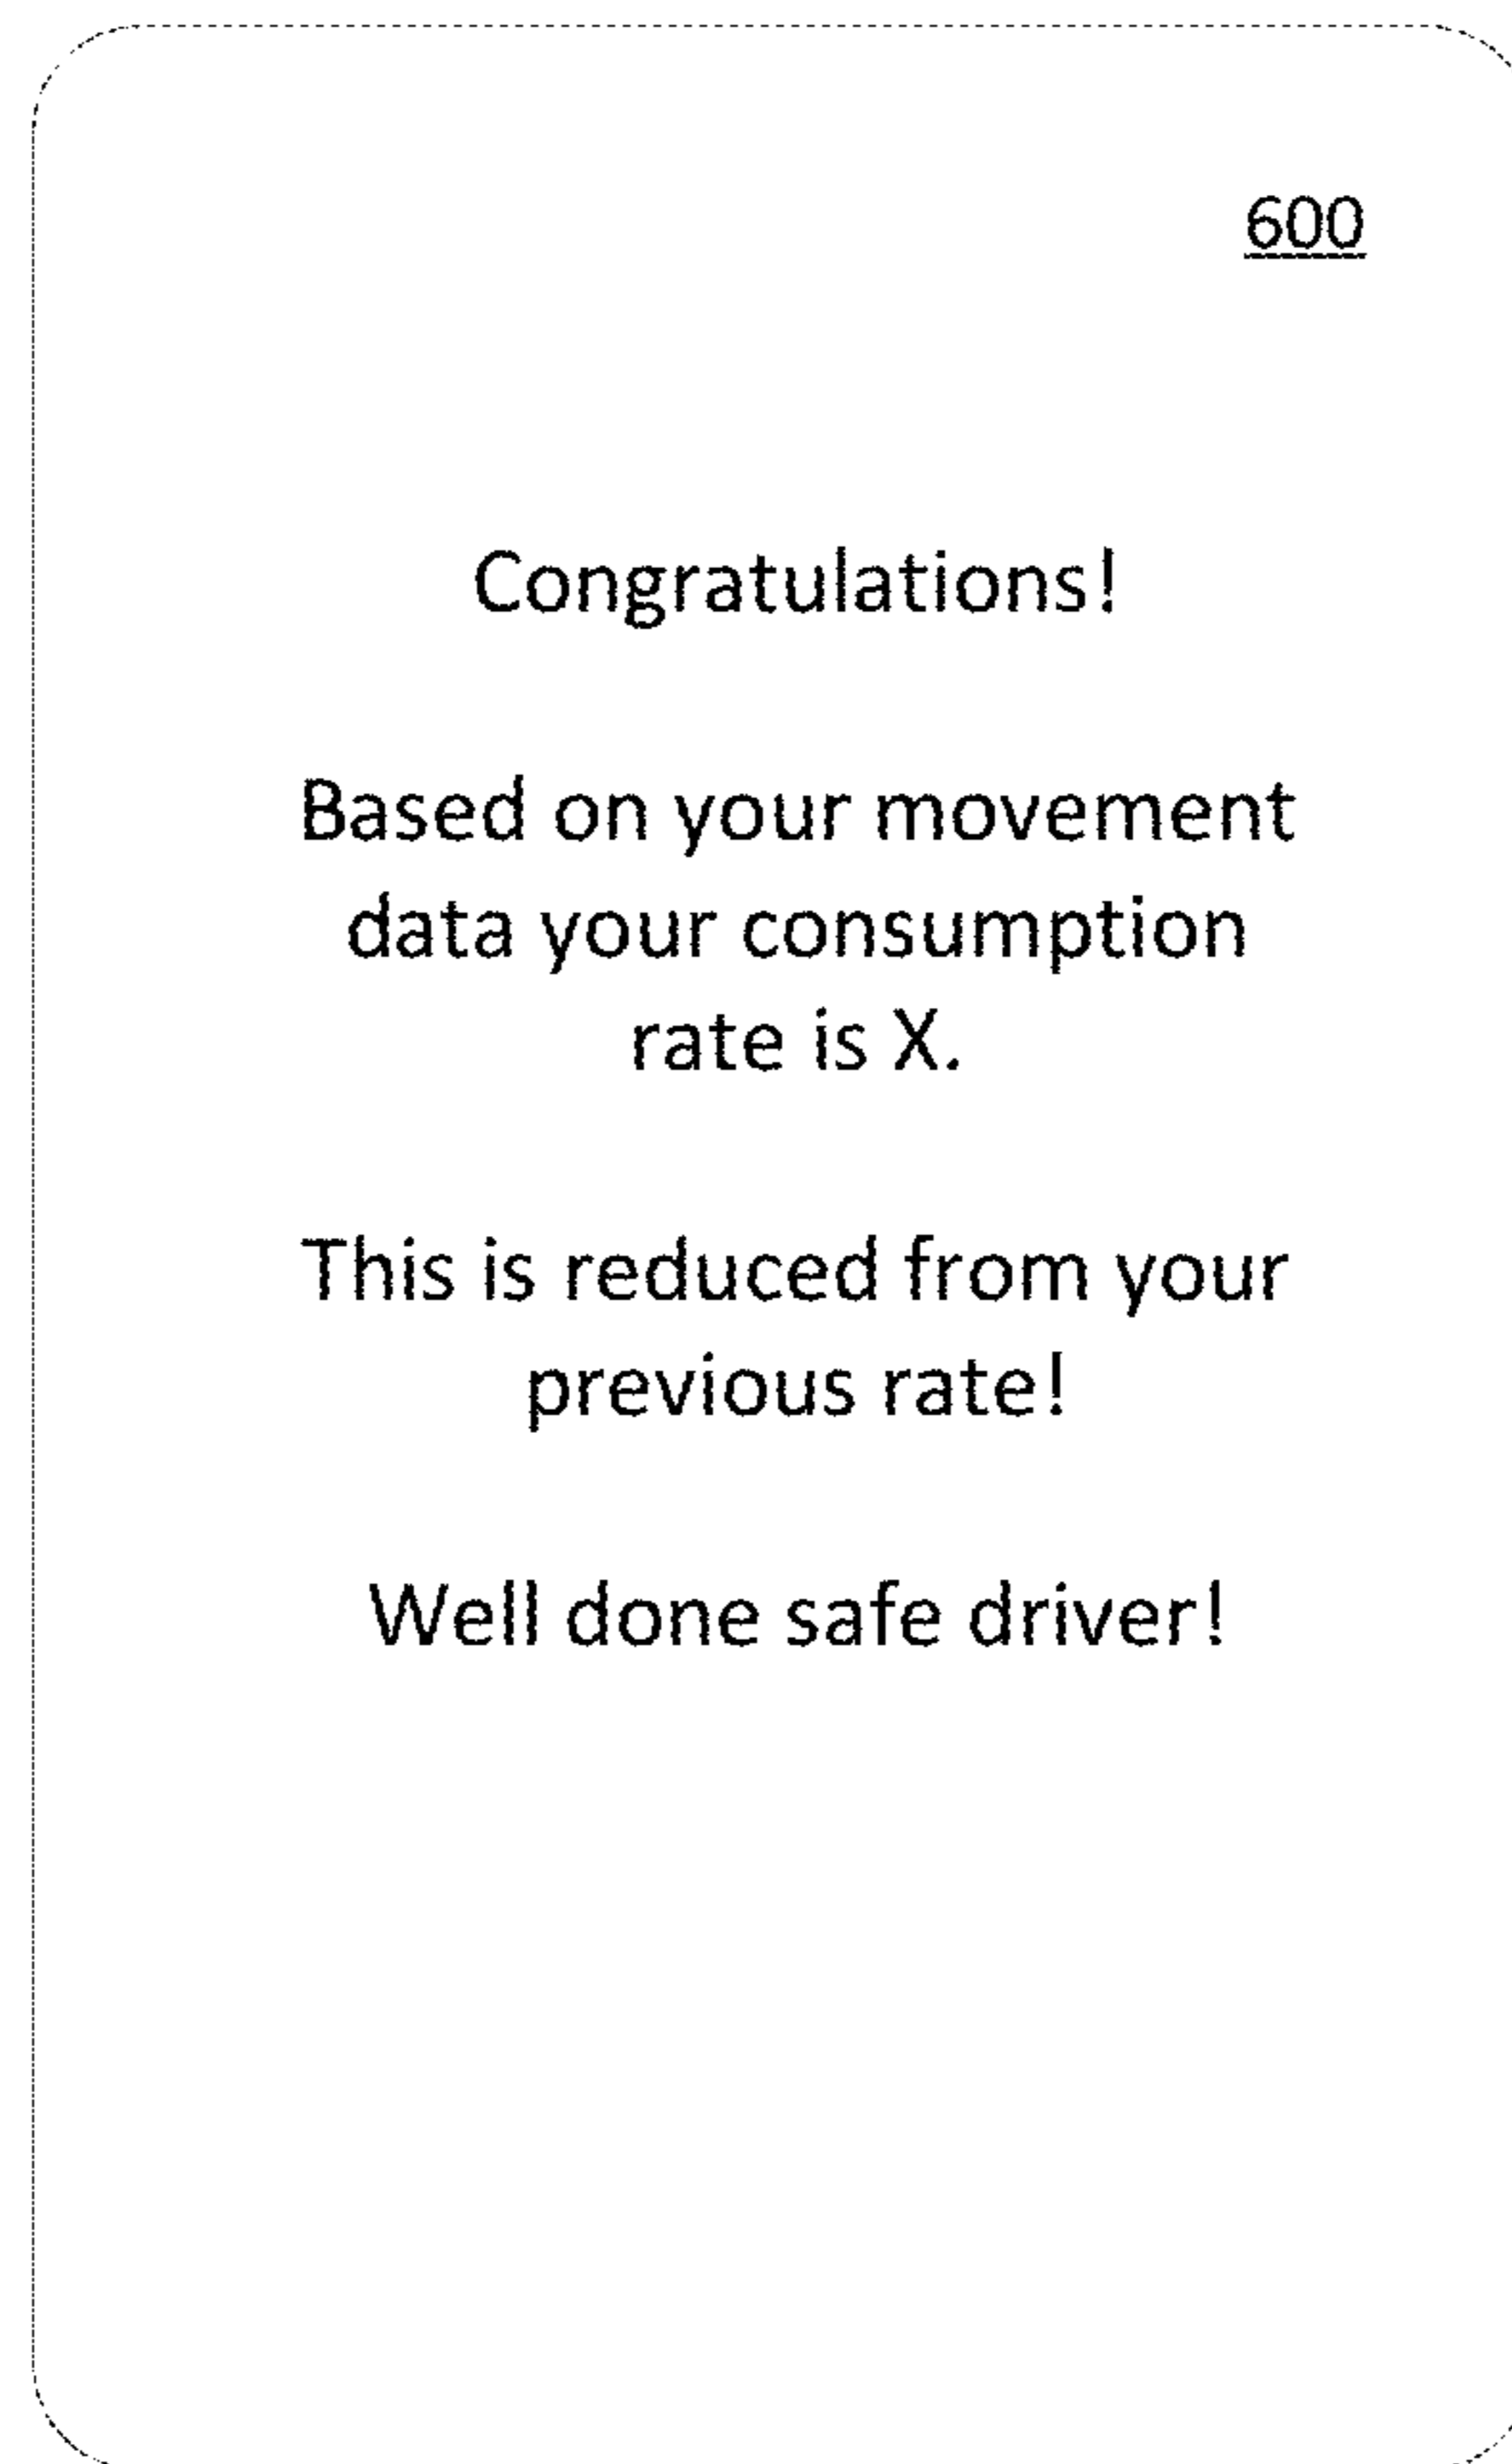 600
Congratulations!
Based on your movement
data your consumption
rate is X.
This is reduced from your
previous rate!
Well done safe driver!